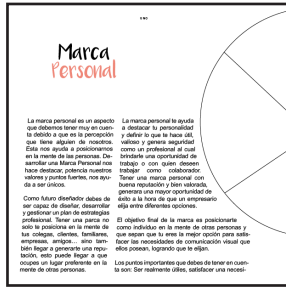 Marca
Personal
La marca personal es un aspecto
que debemos tener muy en cuen-
ta debido a que es la percepción
que tiene alguien de nosotros.
Ésta nos ayuda a posicionarnos
en la mente de las personas. De-
sarrollar una Marca Personal nos
hace destacar, potencia nuestros
valores y puntos fuertes, nos ayu-
da a ser únicos.
Como futuro diseñador debes de
ser capaz de diseñar, desarrollar
y gestionar un plan de estrategias
profesional. Tener una marca no
solo te posiciona en la mente de
tus colegas, clientes, familiares,
empresas, amigos... sino tam-
bién llegar a generarte una repu-
tación, esto puede llegar a que
ocupes un lugar preferente en la
mente de otras personas.
La marca personal te ayuda
a destacar tu personalidad
y definir lo que te hace útil,
valioso y genera seguridad
como un profesional al cual
brindarle una oportunidad de
trabajo o con quien deseen
trabajar como colaborador.
Tener una marca personal con
buena reputación y bien valorada,
generara una mayor oportunidad de
éxito a la hora de que un empresario
elija entre diferentes opciones.
El objetivo final de la marca es posicionarte
como individuo en la mente de otras personas y
que sepan que tu eres la mejor opción para satis-
facer las necesidades de comunicación visual que
ellos posean, logrando que te elijan.
Los puntos importantes que debes de tener en cuen-
ta son: Ser realmente útiles, satisfacer una necesi-